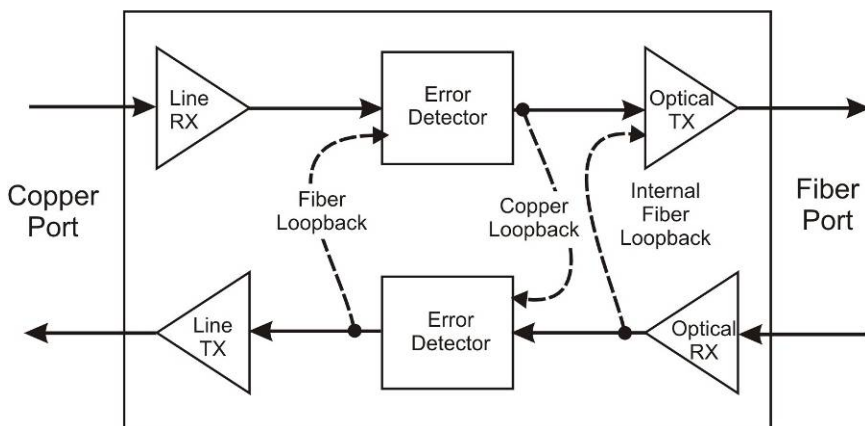 Line
RX
Error
Detector
Optical
TX
Copper
Port
Fiber
Loopback
Copper
Loopback
Internal
Fiber
Loopback
Fiber
Port
Line
TX
Error
Detector
Optical
RX